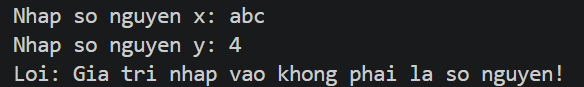 Nhap so nguyen x: abc
Nhap so nguyen y: 4
Loi: Gia tri nhap vao khong phai la so nguyen!